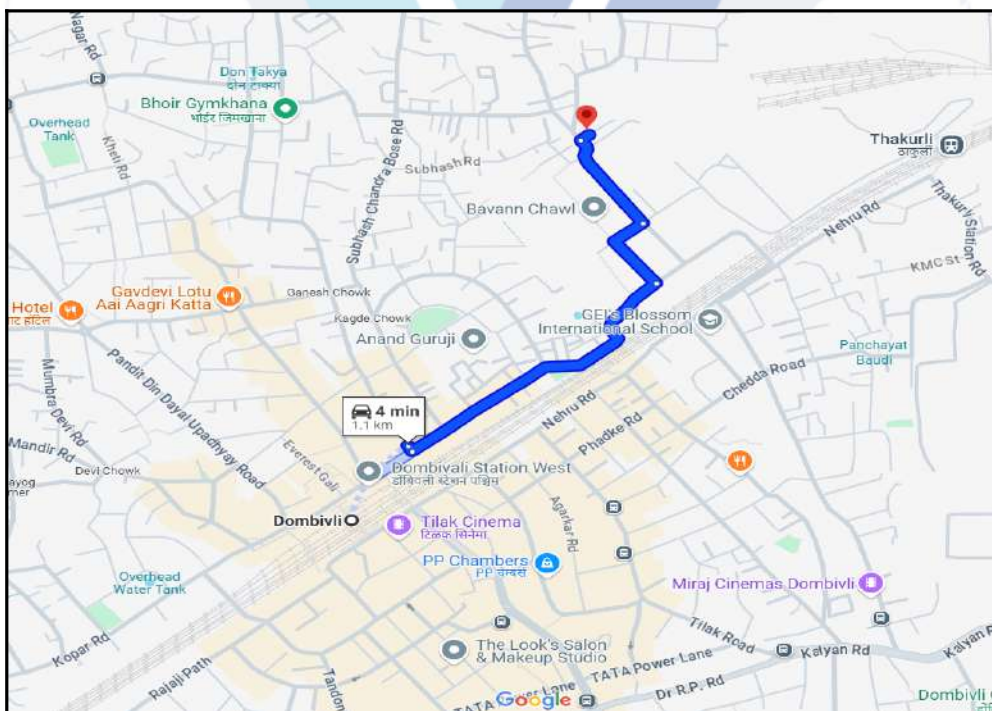 Nagar Rd
Don Takya
दोन टाक्या
Bhoir Gymkhana
भोईर जिमखाना
Overhead
Tank
Kheti Rd
Subhash Rd
Subhash Chandra Bose Rd
Thakurli
ठाकुर्ली
Bavann Chawl
Nehru Rd
Thakurli Station Rd
KMC St
Gavdevi Lotu
Aai Aagri Katta
Ganesh Chowk
Hotel
Kagde Chowk
Anand Guruji
GEI's Blossom
International School
Panchayat
Baudi
Chedda Road
Mumbra Devi Rd
Pandit Din Dayal Upadhyay Road
4 min
1.1 km
Nehru Rd
Phadke Rd
Mandir Rd
Devi Chowk
Everest Gali
Dombivali Station West
डोंबिवली स्टेशन पश्चिम
Dombivli
Tilak Cinema
टिळक सिनेमा
Agarkar Rd
PP Chambers
PP चेंबर्स
Overhead
Water Tank
Miraj Cinemas Dombivli
Kopar Rd
Rajaji Path
The Look's Salon
& Makeup Studio
Tilak Road
Kalyan Rd
Kalyan
TATA Power Lane
TATA Power Lane
Dr R.P. Rd
Google